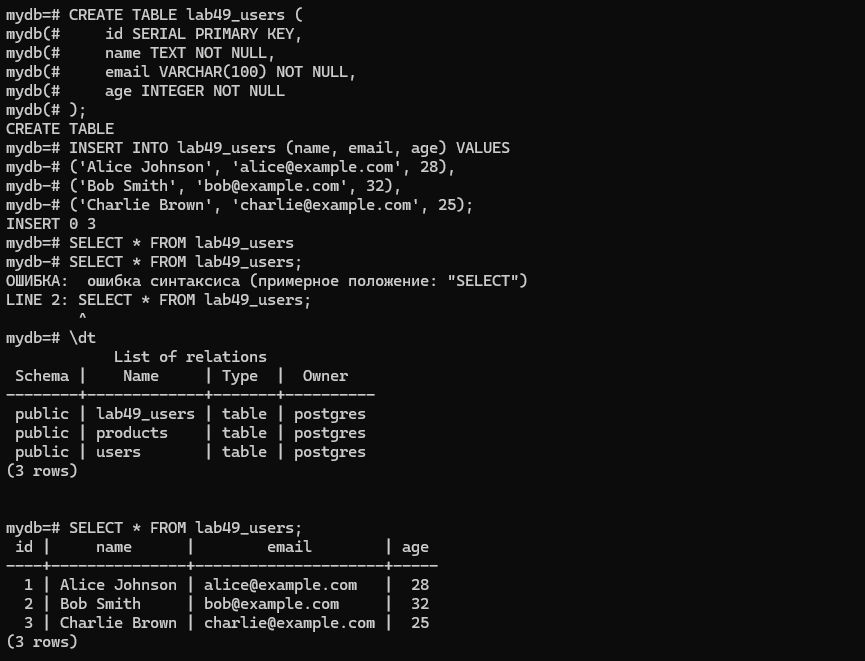 mydb=# CREATE TABLE lab49_users (
mydb(#     id SERIAL PRIMARY KEY,
mydb(#     name TEXT NOT NULL,
mydb(#     email VARCHAR(100) NOT NULL,
mydb(#     age INTEGER NOT NULL
mydb(# );
CREATE TABLE
mydb=# INSERT INTO lab49_users (name, email, age) VALUES
mydb-# ('Alice Johnson', 'alice@example.com', 28),
mydb-# ('Bob Smith', 'bob@example.com', 32),
mydb-# ('Charlie Brown', 'charlie@example.com', 25);
INSERT 0 3
mydb=# SELECT * FROM lab49_users
mydb-# SELECT * FROM lab49_users;
ОШИБКА:  ошибка синтаксиса (примерное положение: "SELECT")
LINE 2: SELECT * FROM lab49_users;
        ^
mydb=# \dt
            List of relations
 Schema |    Name     | Type  |  Owner
--------+-------------+-------+----------
 public | lab49_users | table | postgres
 public | products    | table | postgres
 public | users       | table | postgres
(3 rows)
mydb=# SELECT * FROM lab49_users;
 id |     name      |        email        | age
----+---------------+---------------------+-----
  1 | Alice Johnson | alice@example.com   |  28
  2 | Bob Smith     | bob@example.com     |  32
  3 | Charlie Brown | charlie@example.com |  25
(3 rows)